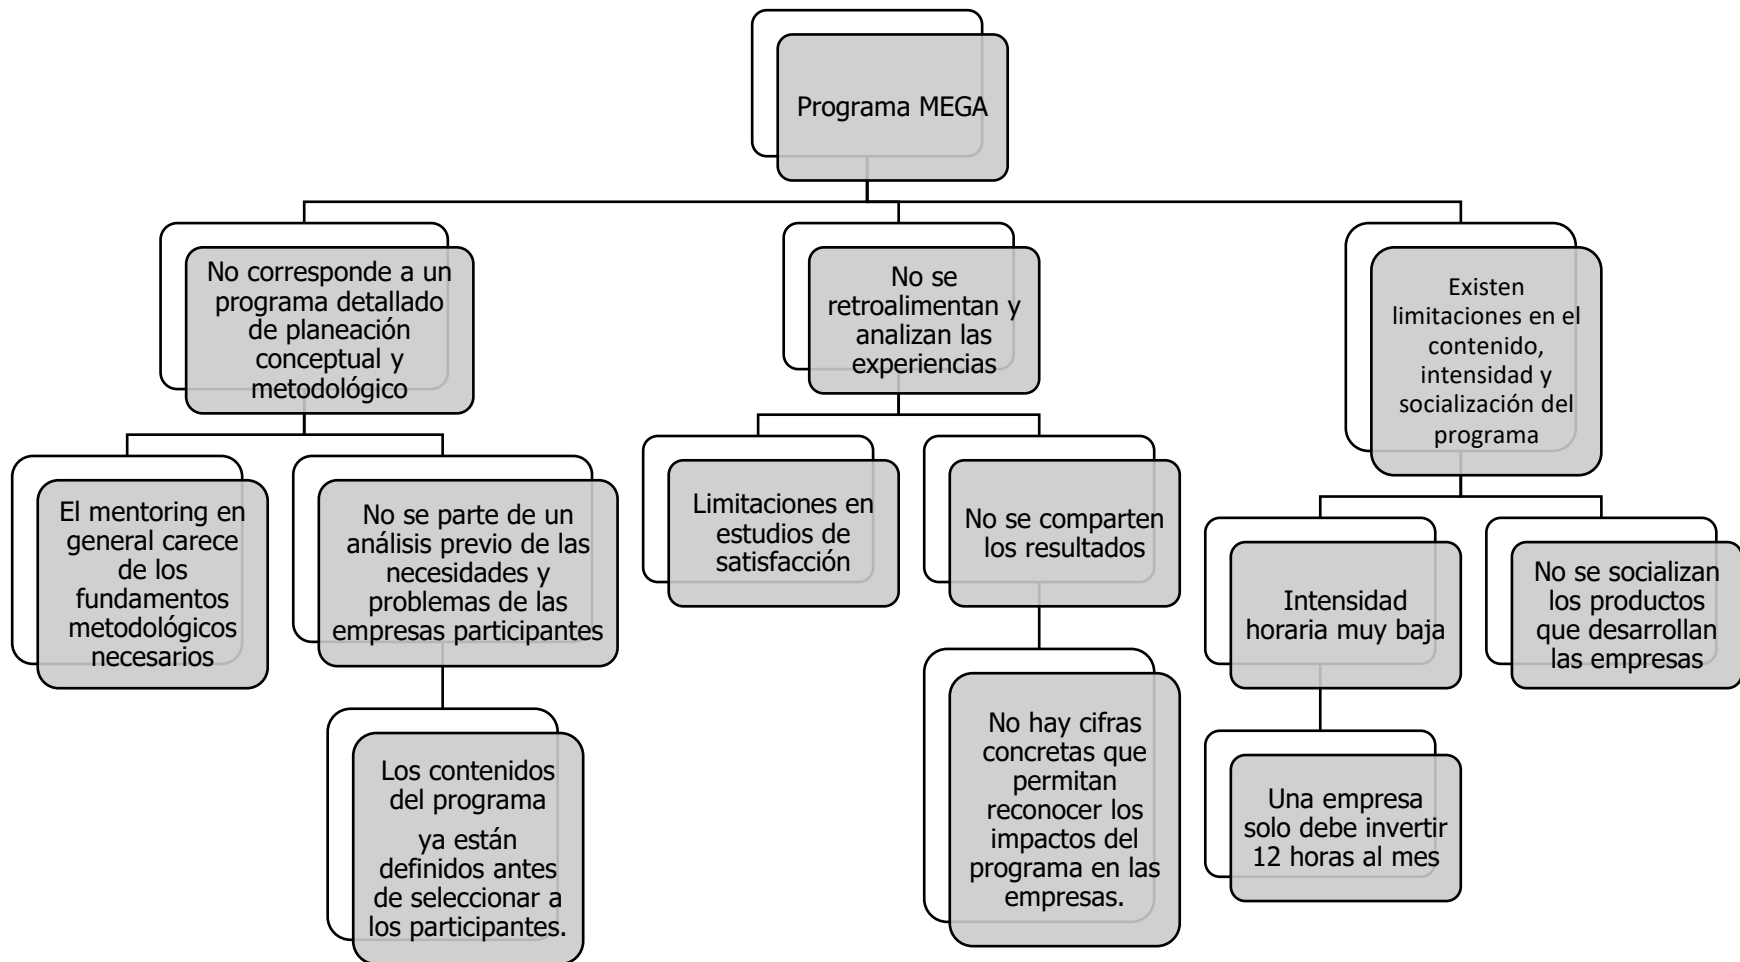 Programa MEGA
No corresponde a un
programa detallado
de planeación
conceptual y
metodológico
No se
retroalimentan y
analizan las
experiencias
Existen
limitaciones en el
contenido,
intensidad y
socialización del
programa
El mentoring en
general carece
de los
fundamentos
metodológicos
necesarios
No se parte de un
análisis previo de las
necesidades y
problemas de las
empresas participantes
Limitaciones en
estudios de
satisfacción
No se comparten
los resultados
Intensidad
horaria muy baja
No se socializan
los productos
que desarrollan
las empresas
Los contenidos
del programa
ya están
definidos antes
de seleccionar a
los participantes.
No hay cifras
concretas que
permitan
reconocer los
impactos del
programa en las
empresas.
Una empresa
solo debe invertir
12 horas al mes